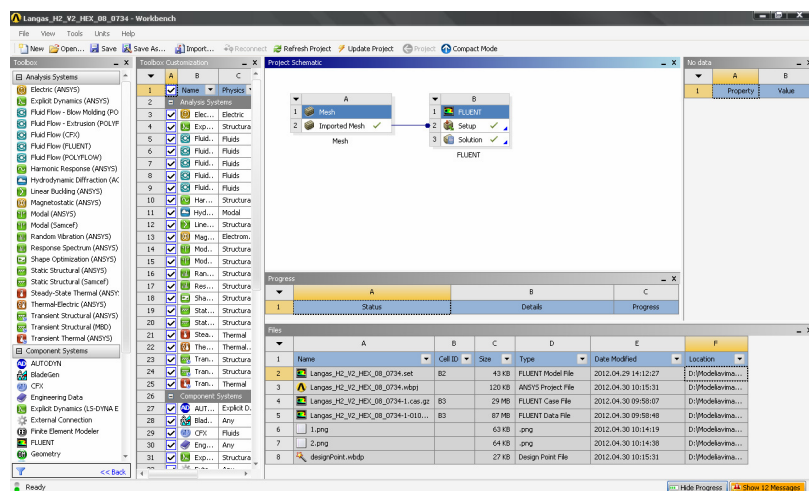 Langas_H2_V2_HEX_08_0734 - Workbench
File View Tools Units Help
New Open... Save Save As... Import... Reconnect Refresh Project Update Project Project Compact Mode
Toolbox
Analysis Systems
Electric (ANSYS)
Explicit Dynamics (ANSYS)
Fluid Flow - Blow Molding (PO
Fluid Flow - Extrusion (POLYF
Fluid Flow (CFX)
Fluid Flow (FLUENT)
Fluid Flow (POLYFLOW)
Harmonic Response (ANSYS)
Hydrodynamic Diffraction (AC
Linear Buckling (ANSYS)
Magnetostatic (ANSYS)
Modal (ANSYS)
Modal (Samcef)
Random Vibration (ANSYS)
Response Spectrum (ANSYS)
Shape Optimization (ANSYS)
Static Structural (ANSYS)
Static Structural (Samcef)
Steady-State Thermal (ANSY:
Thermal-Electric (ANSYS)
Transient Structural (ANSYS)
Transient Structural (MBD)
Transient Thermal (ANSYS)
Component Systems
AUTODYN
BladeGen
CFX
Engineering Data
Explicit Dynamics (LS-DYNA E
External Connection
Finite Element Modeler
FLUENT
Geometry
<< Back
Toolbox Customization
A B C
1 Name Physics
2 Analysis Systems
3 Elec... Electric
4 Exp... Structura
5 Fluid.. Fluids
6 Fluid.. Fluids
7 Fluid.. Fluids
8 Fluid.. Fluids
9 Fluid.. Fluids
10 Har... Structura
11 Hyd... Modal
12 Line... Structura
13 Mag... Electrom.
14 Mod.. Structura
15 Mod.. Structura
16 Ran... Structura
17 Res... Structura
18 Sha... Structura
19 Stat... Structura
20 Stat... Structura
21 Stea.. Thermal
22 The... Thermal..
23 Tran.. Structura
24 Tran.. Structura
25 Tran.. Thermal
26 Component Systems
27 AUT... Explicit D.
28 Blad.. Any
29 CFX Fluids
30 Eng... Any
31 Exp... Structura
Project Schematic
A
1 Mesh
2 Imported Mesh
Mesh
B
1 FLUENT
2 Setup
3 Solution
FLUENT
No data
A B
1 Property Value
Progress
A B C
1 Status Details Progress
Files
A B C D E F
1 Name Cell ID Size Type Date Modified Location
2 Langas_H2_V2_HEX_08_0734.set B2 43 KB FLUENT Model File 2012.04.29 14:12:27 D:\Modeliavima...
3 Langas_H2_V2_HEX_08_0734.wbpj 120 KB ANSYS Project File 2012.04.30 10:15:31 D:\Modeliavima...
4 Langas_H2_V2_HEX_08_0734-1.cas.gz B3 29 MB FLUENT Case File 2012.04.30 09:58:07 D:\Modeliavima...
5 Langas_H2_V2_HEX_08_0734-1-010... B3 87 MB FLUENT Data File 2012.04.30 09:58:48 D:\Modeliavima...
6 1.png 63 KB .png 2012.04.30 10:14:19 D:\Modeliavima...
7 2.png 64 KB .png 2012.04.30 10:14:38 D:\Modeliavima...
8 designPoint.wbdp 27 KB Design Point File 2012.04.30 10:15:31 D:\Modeliavima...
Ready
Hide Progress Show 12 Messages